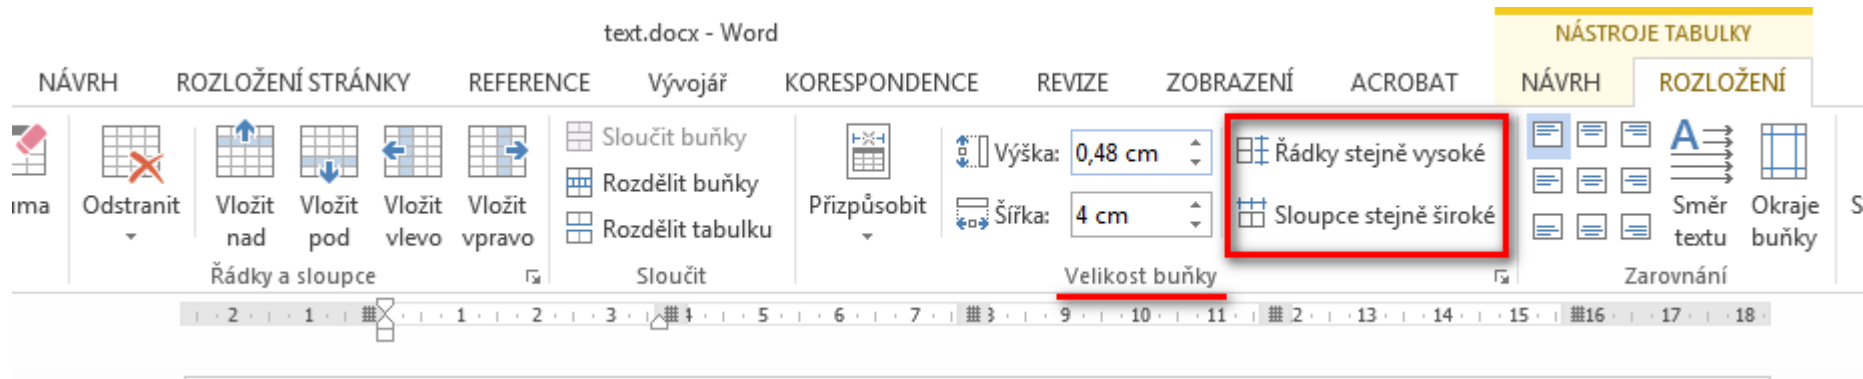 text.docx - Word
NÁSTROJE TABULKY
NÁVRH ROZLOŽENÍ STRÁNKY REFERENCE Vývojář KORESPONDENCE REVIZE ZOBRAZENÍ ACROBAT NÁVRH ROZLOŽENÍ
Sloučit buňky
Rozdělit buňky
Rozdělit tabulku
Výška: 0,48 cm
Šířka: 4 cm
Řádky stejně vysoké
Sloupce stejně široké
Odstranit
Vložit nad
Vložit pod
Vložit vlevo
Vložit vpravo
Přizpůsobit
Směr textu
Okraje buňky
Řádky a sloupce Sloučit Velikost buňky Zarovnání
2 1 1 2 3 4 5 6 7 8 9 10 11 2 13 14 15 16 17 18